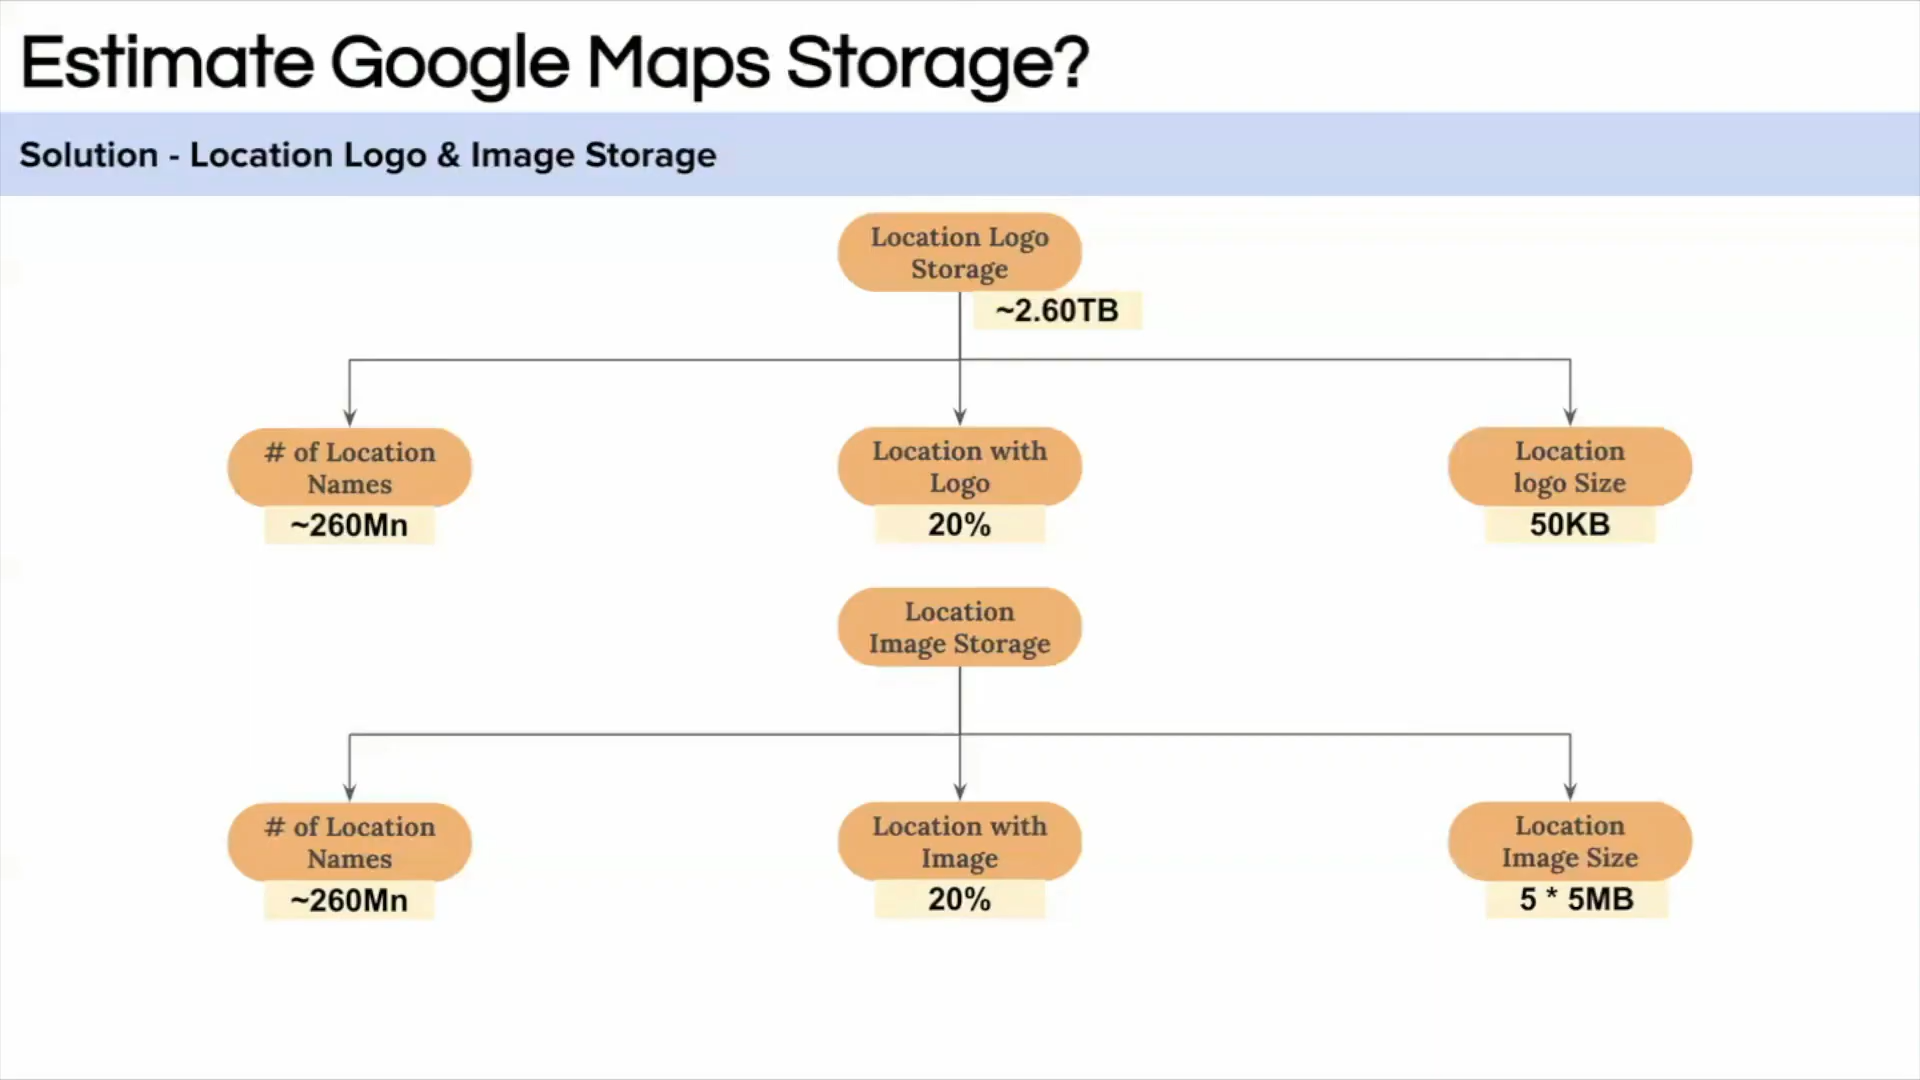 Estimate Google Maps Storage?
Solution - Location Logo & Image Storage
Location Logo
Storage
~2.60TB
# of Location
Names
~260Mn
Location with
Logo
20%
Location
logo Size
50KB
Location
Image Storage
# of Location
Names
~260Mn
Location with
Image
20%
Location
Image Size
5 * 5MB